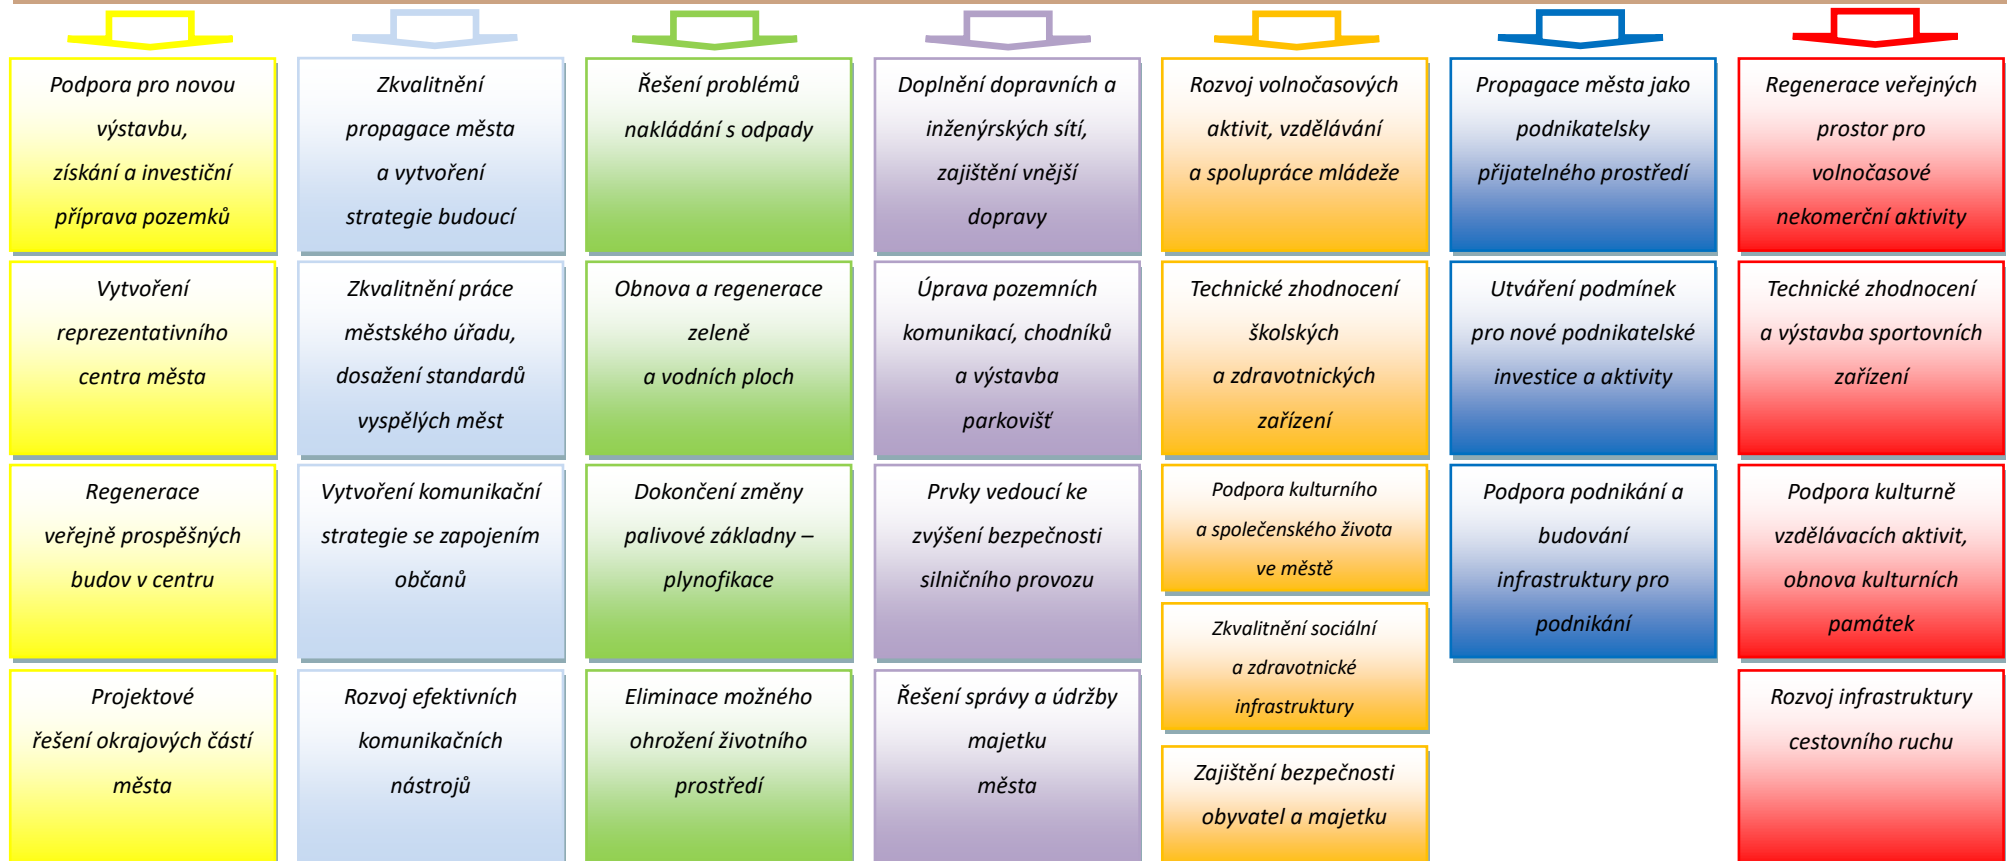 Podpora pro novou
výstavbu,
získání a investiční
příprava pozemků
Zkvalitnění
propagace města
a vytvoření
strategie budoucí
Řešení problémů
nakládání s odpady
Doplnění dopravních a
inženýrských sítí,
zajištění vnější
dopravy
Rozvoj volnočasových
aktivit, vzdělávání
a spolupráce mládeže
Propagace města jako
podnikatelsky
přijatelného prostředí
Regenerace veřejných
prostor pro
volnočasové
nekomerční aktivity
Vytvoření
reprezentativního
centra města
Zkvalitnění práce
městského úřadu,
dosažení standardů
vyspělých měst
Obnova a regenerace
zeleně
a vodních ploch
Úprava pozemních
komunikací, chodníků
a výstavba
parkovišť
Technické zhodnocení
školských
a zdravotnických
zařízení
Utváření podmínek
pro nové podnikatelské
investice a aktivity
Technické zhodnocení
a výstavba sportovních
zařízení
Regenerace
veřejně prospěšných
budov v centru
Vytvoření komunikační
strategie se zapojením
občanů
Dokončení změny
palivové základny –
plynofikace
Prvky vedoucí ke
zvýšení bezpečnosti
silničního provozu
Podpora kulturního
a společenského života
ve městě
Podpora podnikání a
budování
infrastruktury pro
podnikání
Podpora kulturně
vzdělávacích aktivit,
obnova kulturních
památek
Zkvalitnění sociální
a zdravotnické
infrastruktury
Projektové
řešení okrajových částí
města
Rozvoj efektivních
komunikačních
nástrojů
Eliminace možného
ohrožení životního
prostředí
Řešení správy a údržby
majetku
města
Zajištění bezpečnosti
obyvatel a majetku
Rozvoj infrastruktury
cestovního ruchu